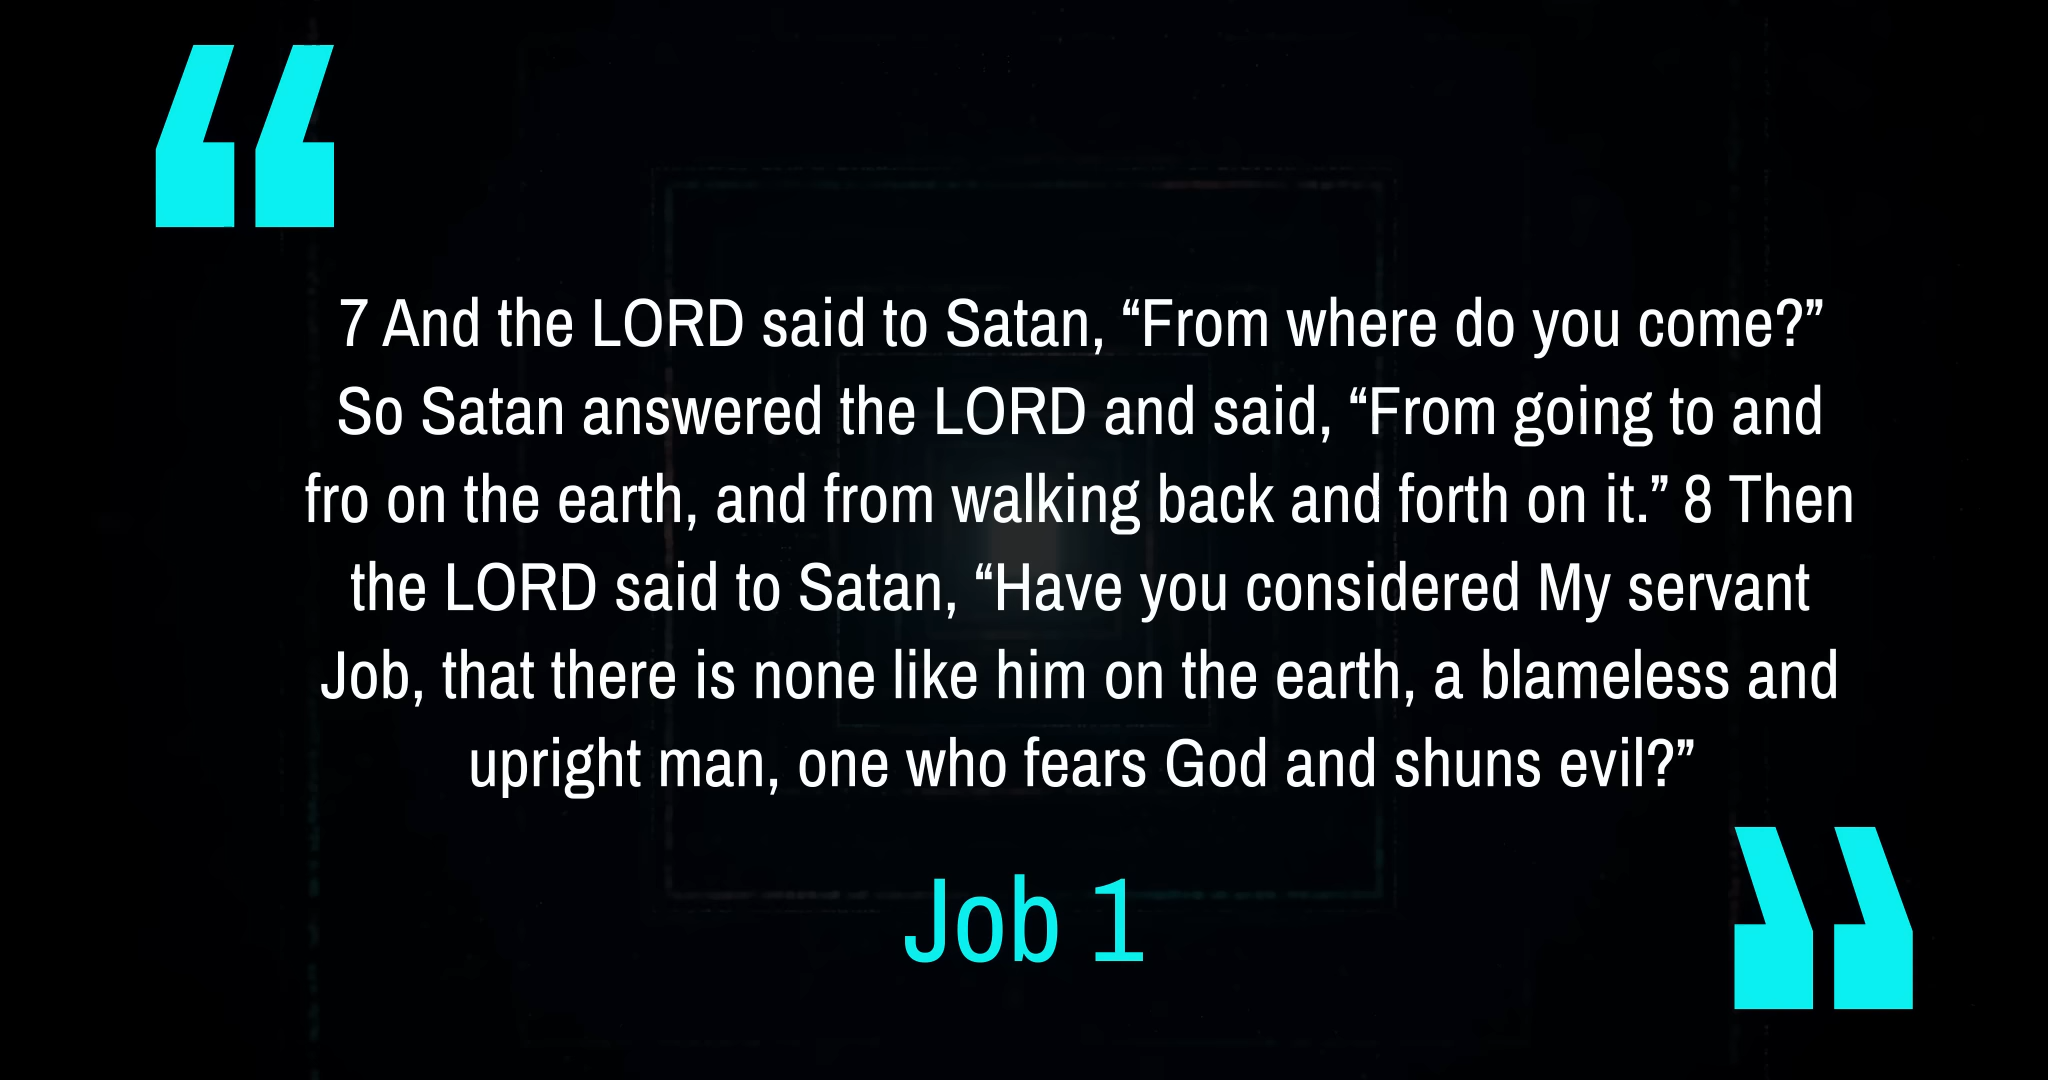 “
7 And the LORD said to Satan, “From where do you come?”
So Satan answered the LORD and said, “From going to and
fro on the earth, and from walking back and forth on it.” 8 Then
the LORD said to Satan, “Have you considered My servant
Job, that there is none like him on the earth, a blameless and
upright man, one who fears God and shuns evil?”
Job 1
”